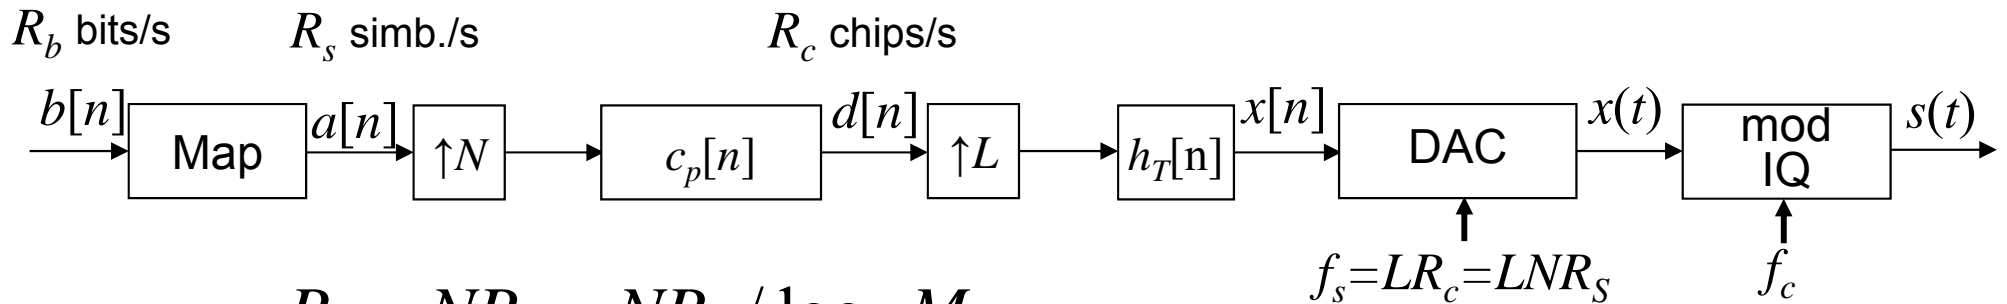 R_b bits/s R_s simb./s R_c chips/s
b[n] Map a[n] ↑N c_p[n] d[n] ↑L h_T[n] x[n] DAC x(t) mod IQ s(t)
f_s=LR_c=LNR_S f_c